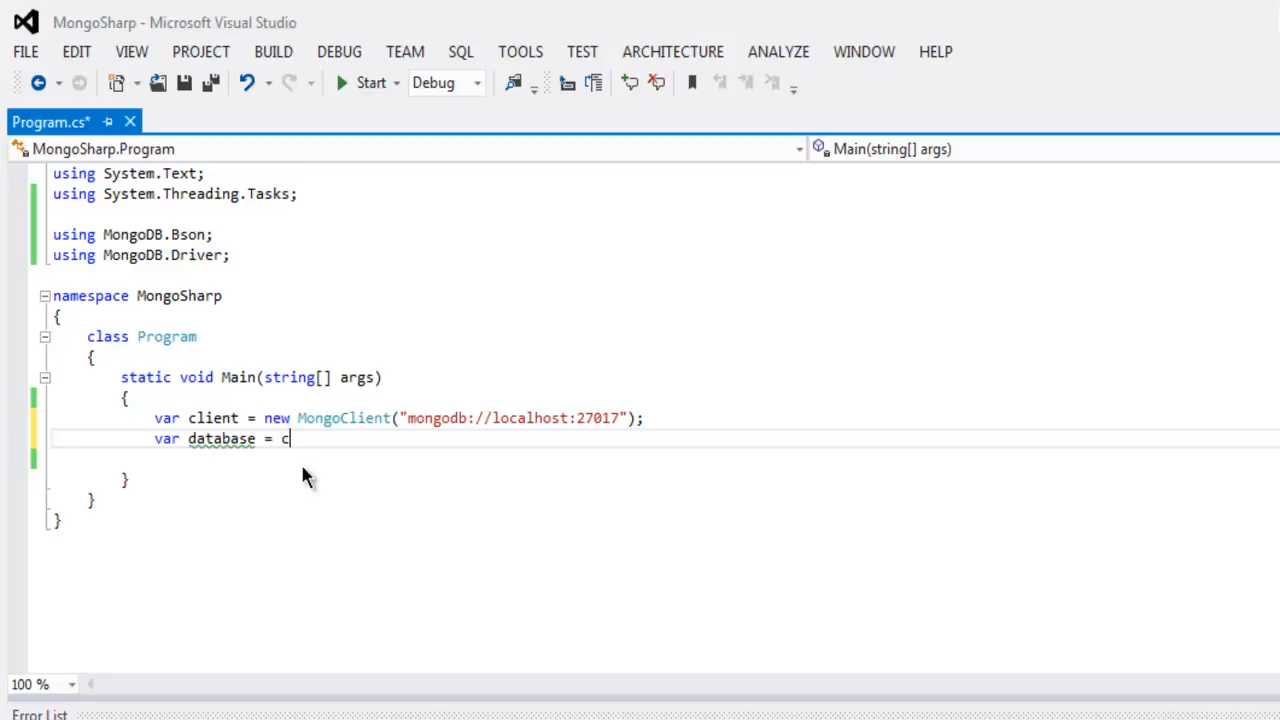 MongoSharp - Microsoft Visual Studio
FILE EDIT VIEW PROJECT BUILD DEBUG TEAM SQL TOOLS TEST ARCHITECTURE ANALYZE WINDOW HELP
Start Debug
Program.cs*
MongoSharp.Program Main(string[] args)
using System.Text;
using System.Threading.Tasks;
using MongoDB.Bson;
using MongoDB.Driver;
namespace MongoSharp
{
class Program
{
static void Main(string[] args)
{
var client = new MongoClient("mongodb://localhost:27017");
var database = c
}
}
}
100 %
Error List